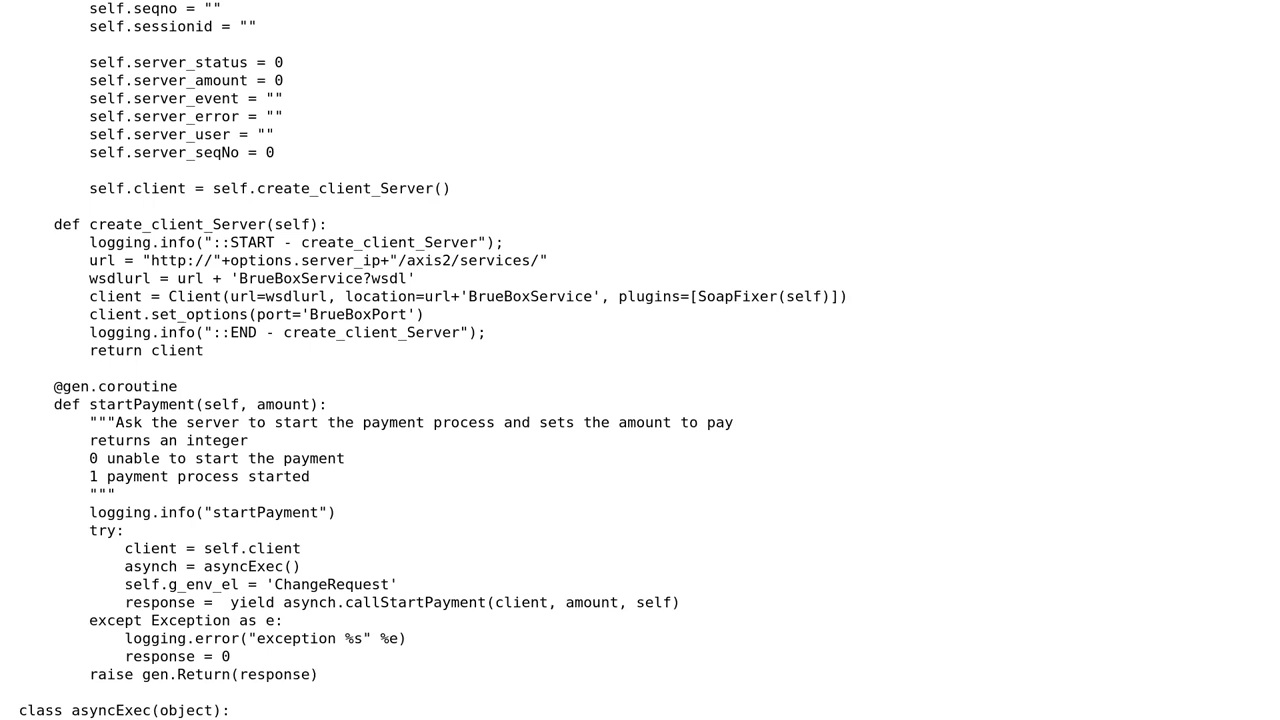 self.seqno = ""
self.sessionid = ""
self.server_status = 0
self.server_amount = 0
self.server_event = ""
self.server_error = ""
self.server_user = ""
self.server_seqNo = 0
self.client = self.create_client_Server()
def create_client_Server(self):
logging.info("::START - create_client_Server");
url = "http://"+options.server_ip+"/axis2/services/"
wsdlurl = url + 'BrueBoxService?wsdl'
client = Client(url=wsdlurl, location=url+'BrueBoxService', plugins=[SoapFixer(self)])
client.set_options(port='BrueBoxPort')
logging.info("::END - create_client_Server");
return client
@gen.coroutine
def startPayment(self, amount):
"""Ask the server to start the payment process and sets the amount to pay
returns an integer
0 unable to start the payment
1 payment process started
"""
logging.info("startPayment")
try:
client = self.client
asynch = asyncExec()
self.g_env_el = 'ChangeRequest'
response =  yield asynch.callStartPayment(client, amount, self)
except Exception as e:
logging.error("exception %s" %e)
response = 0
raise gen.Return(response)
class asyncExec(object):